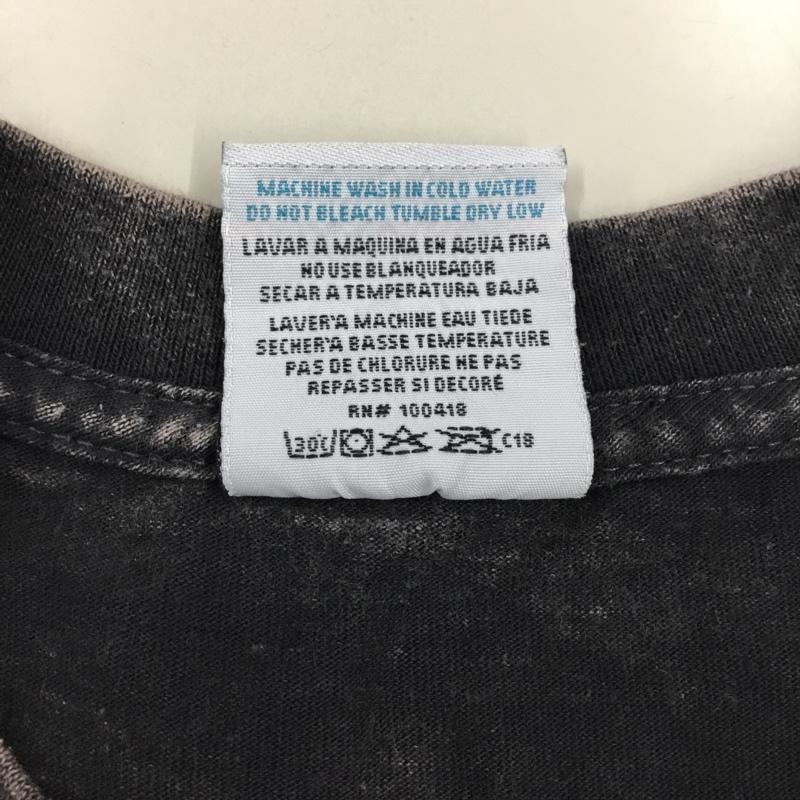 MACHINE WASH IN COLD WATER
DO NOT BLEACH TUMBLE DRY LOW
LAVAR A MAQUINA EN AGUA FRIA
NO USE BLANQUEADOR
SECAR A TEMPERATURA BAJA
LAVER'A MACHINE EAU TIEDE
SECHER'A BASSE TEMPERATURE
PAS DE CHLORURE NE PAS
REPASSER SI DECORÉ
RN# 100418
30C C18